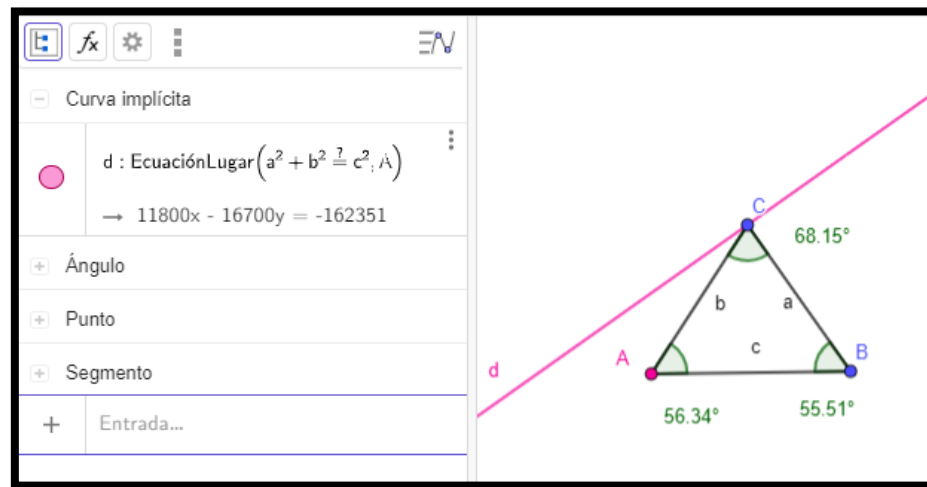 fx
Curva implícita
d : EcuaciónLugar(a² + b² ≟ c², A)
→ 11800x - 16700y = -162351
Ángulo
Punto
Segmento
+ Entrada...
C
68.15°
b
a
c
A
B
d
56.34°
55.51°